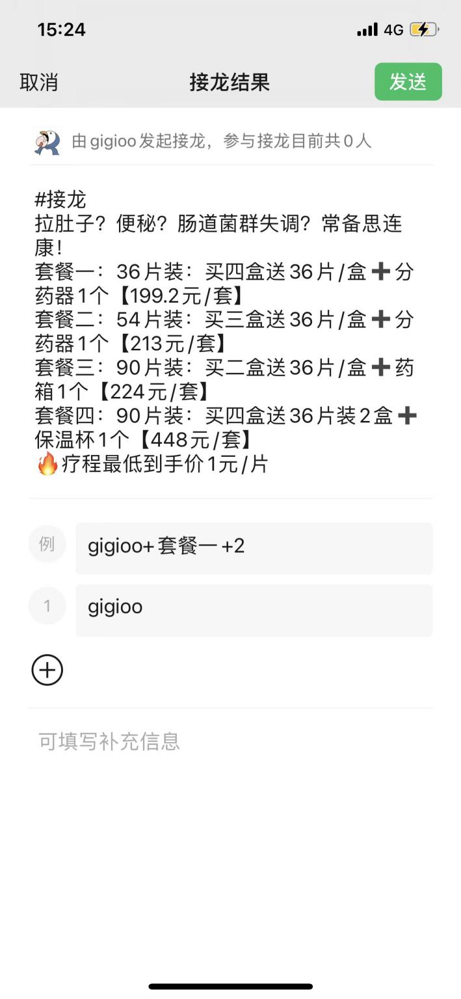 15:24
4G
取消
接龙结果
发送
由gigioo发起接龙，参与接龙目前共0人
#接龙
拉肚子？便秘？肠道菌群失调？常备思连
康！
套餐一：36片装：买四盒送36片/盒➕分
药器1个【199.2元/套】
套餐二：54片装：买三盒送36片/盒➕分
药器1个【213元/套】
套餐三：90片装：买二盒送36片/盒➕药
箱1个【224元/套】
套餐四：90片装：买四盒送36片装2盒➕
保温杯1个【448元/套】
🔥疗程最低到手价1元/片
例
gigioo+套餐一+2
1
gigioo
可填写补充信息